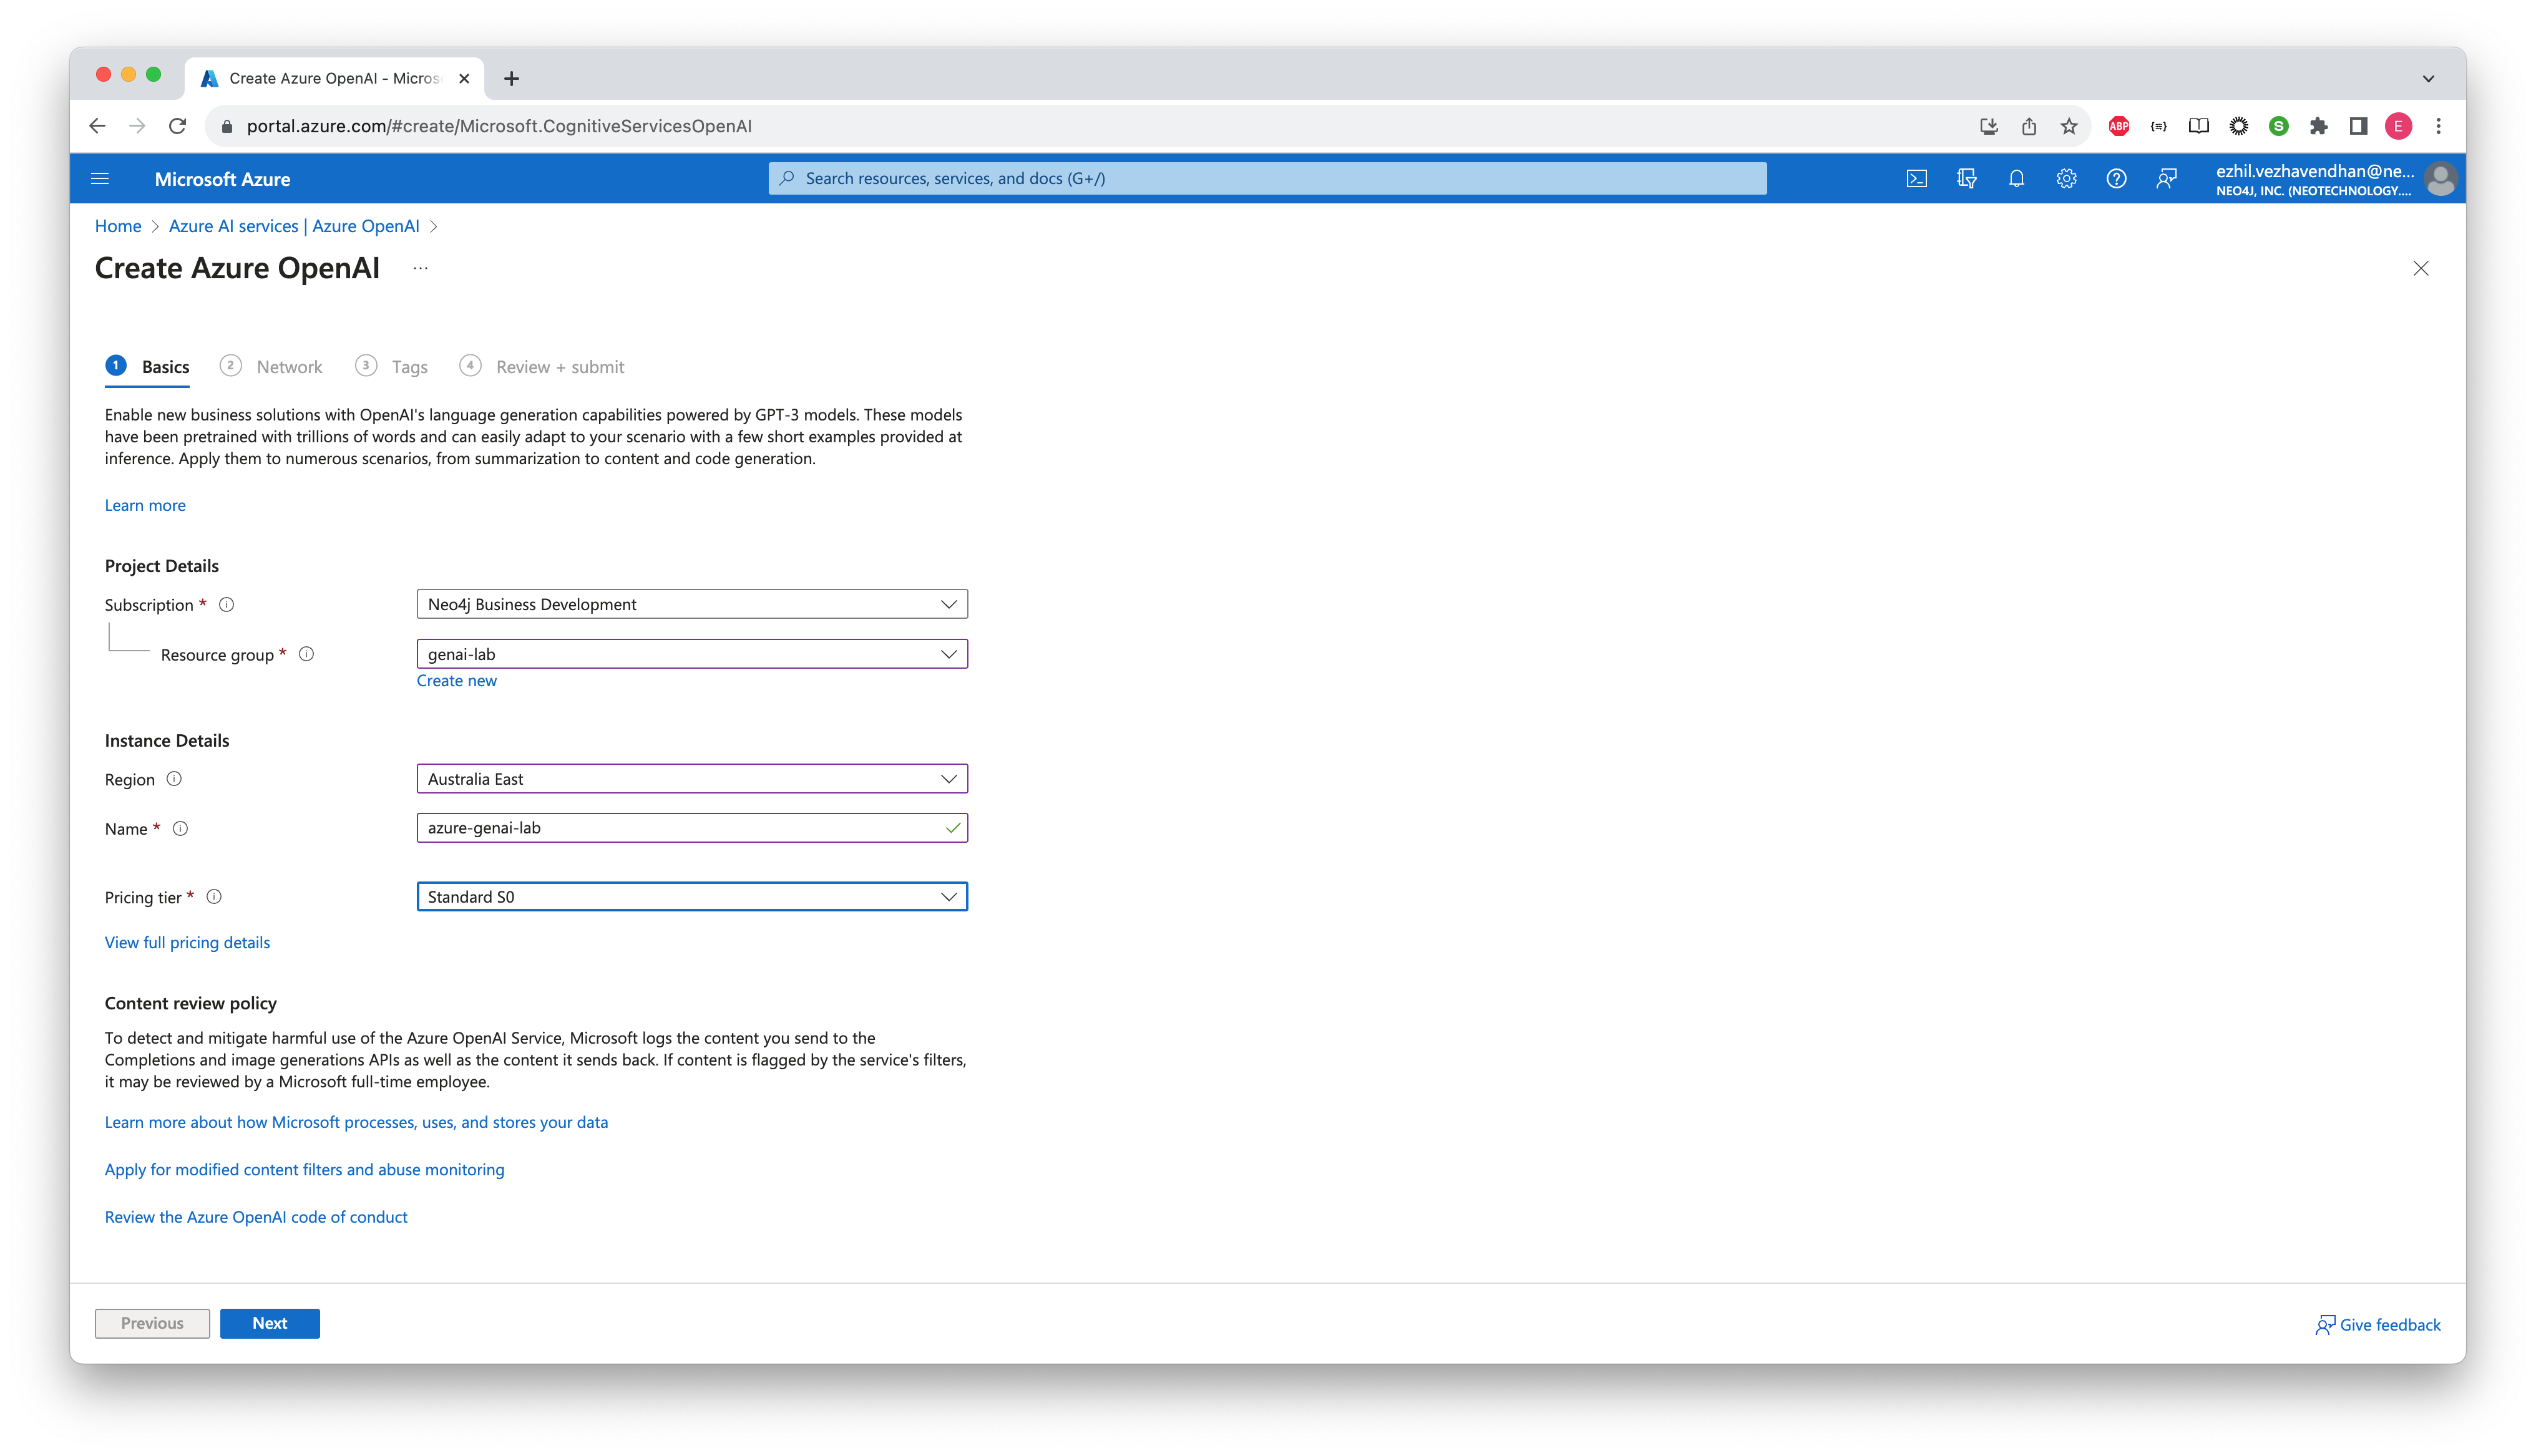 Create Azure OpenAI - Micros
portal.azure.com/#create/Microsoft.CognitiveServicesOpenAI
ABP
S
E
Microsoft Azure
Search resources, services, and docs (G+/)
ezhil.vezhavendhan@ne...
NEO4J, INC. (NEOTECHNOLOGY....
Home > Azure AI services | Azure OpenAI >
Create Azure OpenAI ...
1 Basics 2 Network 3 Tags 4 Review + submit
Enable new business solutions with OpenAI's language generation capabilities powered by GPT-3 models. These models
have been pretrained with trillions of words and can easily adapt to your scenario with a few short examples provided at
inference. Apply them to numerous scenarios, from summarization to content and code generation.
Learn more
Project Details
Subscription * Neo4j Business Development
Resource group * genai-lab
Create new
Instance Details
Region Australia East
Name * azure-genai-lab
Pricing tier * Standard S0
View full pricing details
Content review policy
To detect and mitigate harmful use of the Azure OpenAI Service, Microsoft logs the content you send to the
Completions and image generations APIs as well as the content it sends back. If content is flagged by the service's filters,
it may be reviewed by a Microsoft full-time employee.
Learn more about how Microsoft processes, uses, and stores your data
Apply for modified content filters and abuse monitoring
Review the Azure OpenAI code of conduct
Previous Next
Give feedback